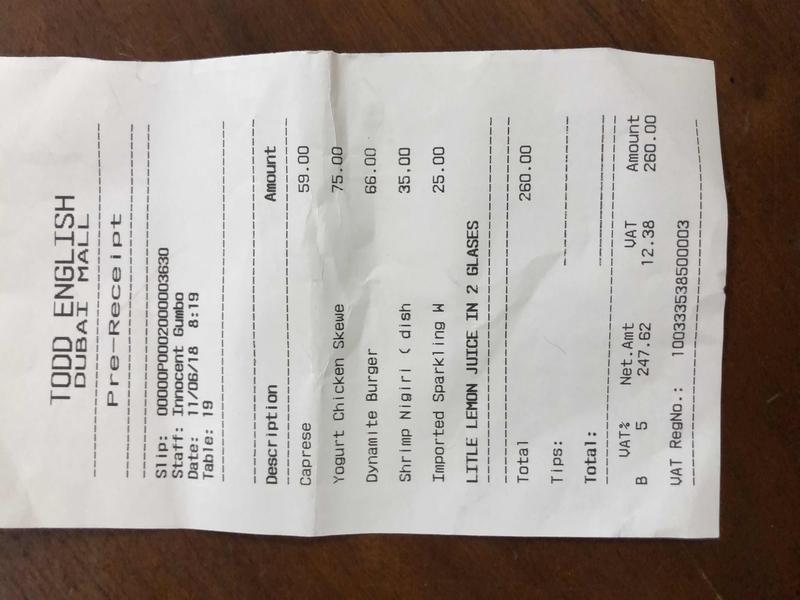 TODD ENGLISH
DUBAI MALL
Pre-Receipt
Slip: 00000P0002000003630
Staff: Innocent Gumbo
Date: 11/06/18 8:19
Table: 19
Description Amount
Caprese 59.00
Yogurt Chicken Skewe 75.00
Dynamite Burger 66.00
Shrimp Nigiri ( dish 35.00
Imported Sparkling W 25.00
LITLE LEMON JUICE IN 2 GLASES
Total 260.00
Tips:
Total:
VAT% Net.Amt VAT Amount
B 5 247.62 12.38 260.00
VAT RegNo.: 100333538500003